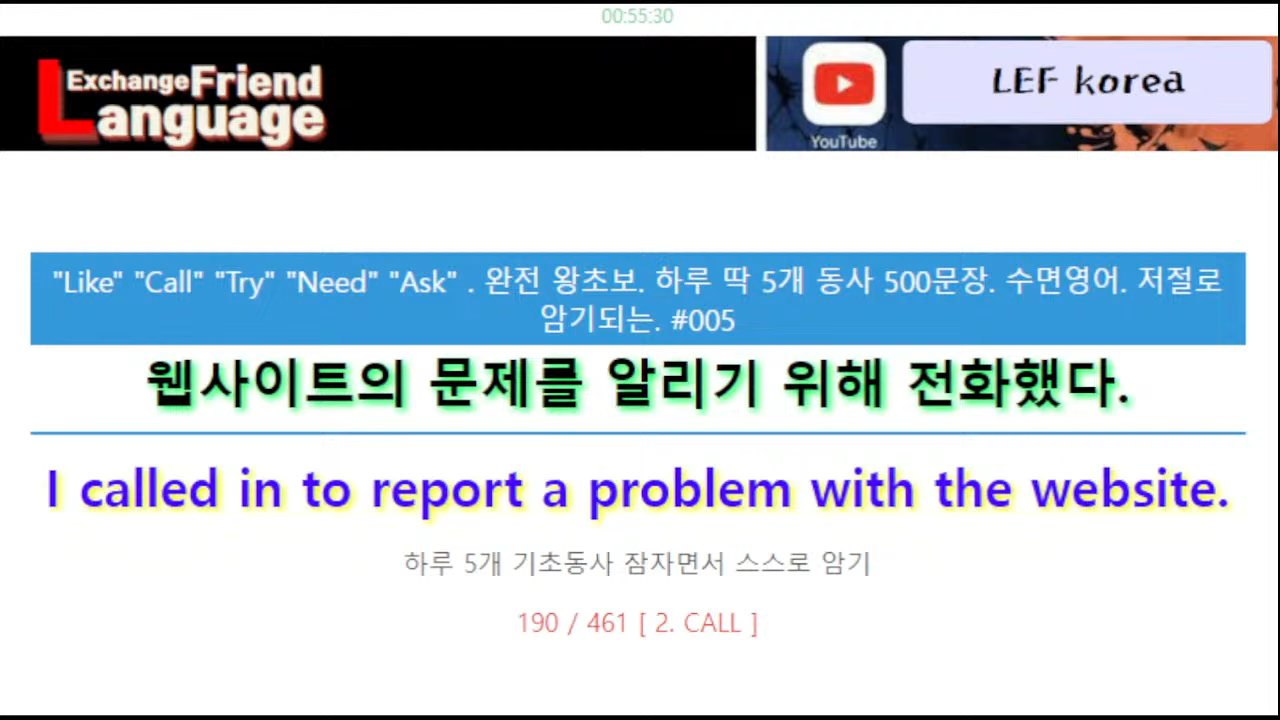 00:55:30
ExchangeFriend
Language
LEF korea
YouTube
"Like" "Call" "Try" "Need" "Ask" . 완전 왕초보. 하루 딱 5개 동사 500문장. 수면영어. 저절로
암기되는. #005
웹사이트의 문제를 알리기 위해 전화했다.
I called in to report a problem with the website.
하루 5개 기초동사 잠자면서 스스로 암기
190 / 461 [ 2. CALL ]